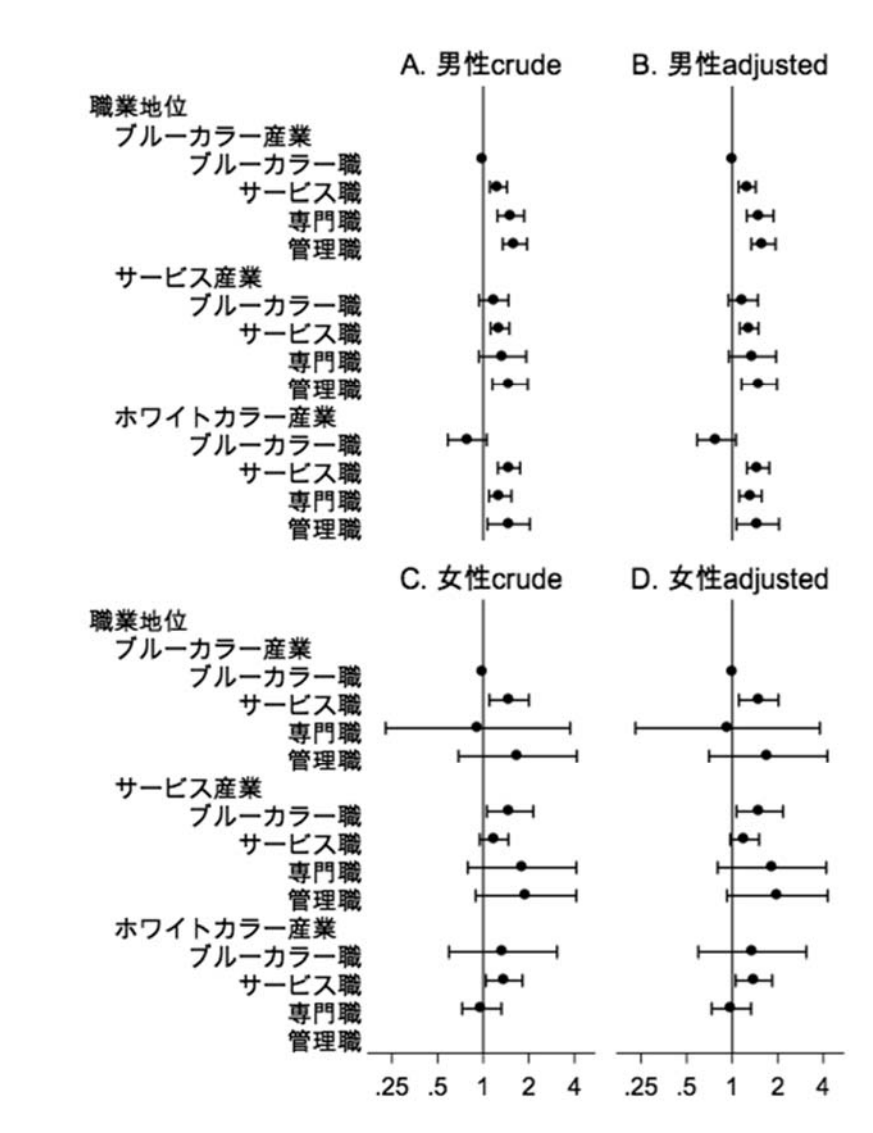 A. 男性crude B. 男性adjusted
職業地位
ブルーカラー産業
ブルーカラー職
サービス職
専門職
管理職
サービス産業
ブルーカラー職
サービス職
専門職
管理職
ホワイトカラー産業
ブルーカラー職
サービス職
専門職
管理職
C. 女性crude D. 女性adjusted
職業地位
ブルーカラー産業
ブルーカラー職
サービス職
専門職
管理職
サービス産業
ブルーカラー職
サービス職
専門職
管理職
ホワイトカラー産業
ブルーカラー職
サービス職
専門職
管理職
.25 .5 1 2 4 .25 .5 1 2 4